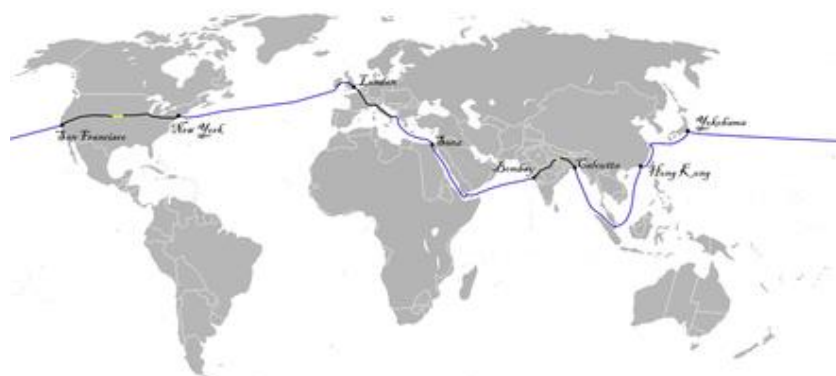 London
San Francisco
New York
Suez
Bombay
Calcutta
Hong Kong
Yokohama